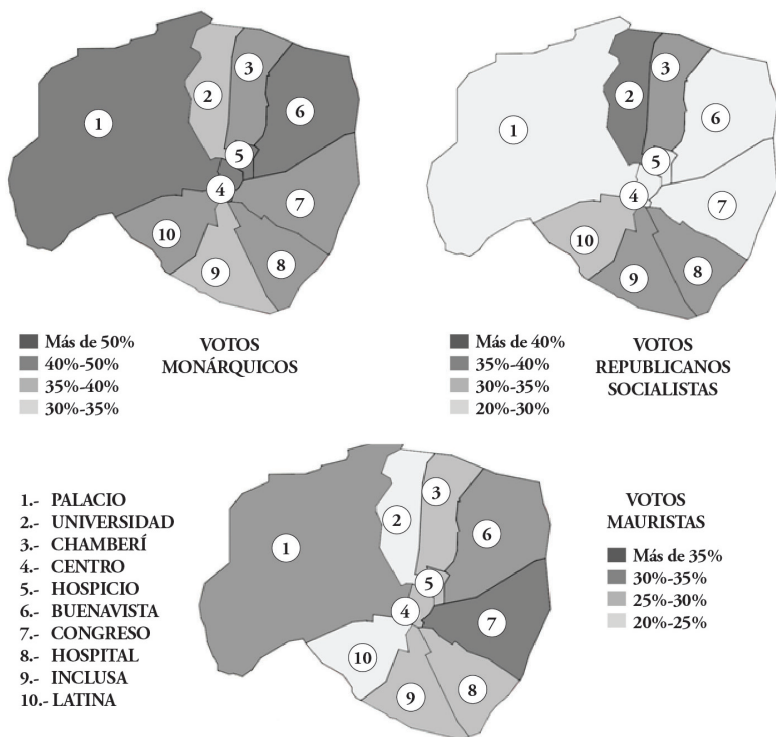 1
2
3
4
5
6
7
8
9
10
Más de 50%
40%-50%
35%-40%
30%-35%
VOTOS
MONÁRQUICOS
1
2
3
4
5
6
7
8
9
10
Más de 40%
35%-40%
30%-35%
20%-30%
VOTOS
REPUBLICANOS
SOCIALISTAS
1.- PALACIO
2.- UNIVERSIDAD
3.- CHAMBERÍ
4.- CENTRO
5.- HOSPICIO
6.- BUENAVISTA
7.- CONGRESO
8.- HOSPITAL
9.- INCLUSA
10.- LATINA
1
2
3
4
5
6
7
8
9
10
VOTOS
MAURISTAS
Más de 35%
30%-35%
25%-30%
20%-25%